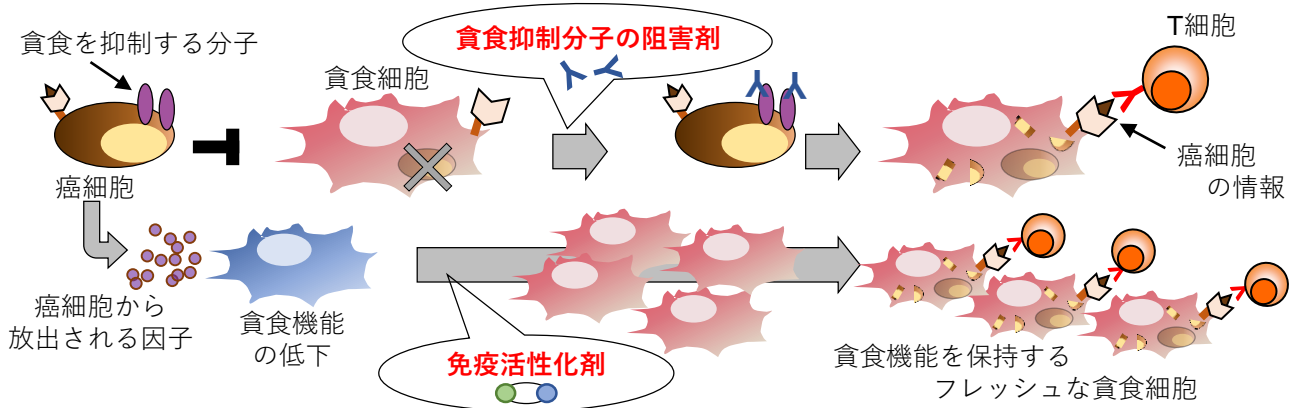 貪食を抑制する分子
貪食抑制分子の阻害剤
T細胞
貪食細胞
癌細胞
癌細胞
の情報
癌細胞から
放出される因子
貪食機能
の低下
免疫活性化剤
貪食機能を保持する
フレッシュな貪食細胞